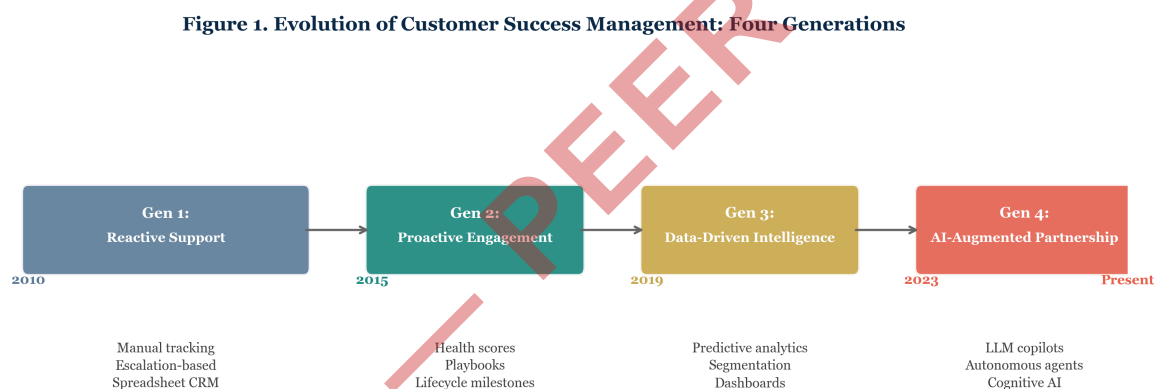 Figure 1. Evolution of Customer Success Management: Four Generations
Gen 1:
Reactive Support
Gen 2:
Proactive Engagement
Gen 3:
Data-Driven Intelligence
Gen 4:
AI-Augmented Partnership
2010
2015
2019
2023
Present
Manual tracking
Escalation-based
Spreadsheet CRM
Health scores
Playbooks
Lifecycle milestones
Predictive analytics
Segmentation
Dashboards
LLM copilots
Autonomous agents
Cognitive AI
— PEER